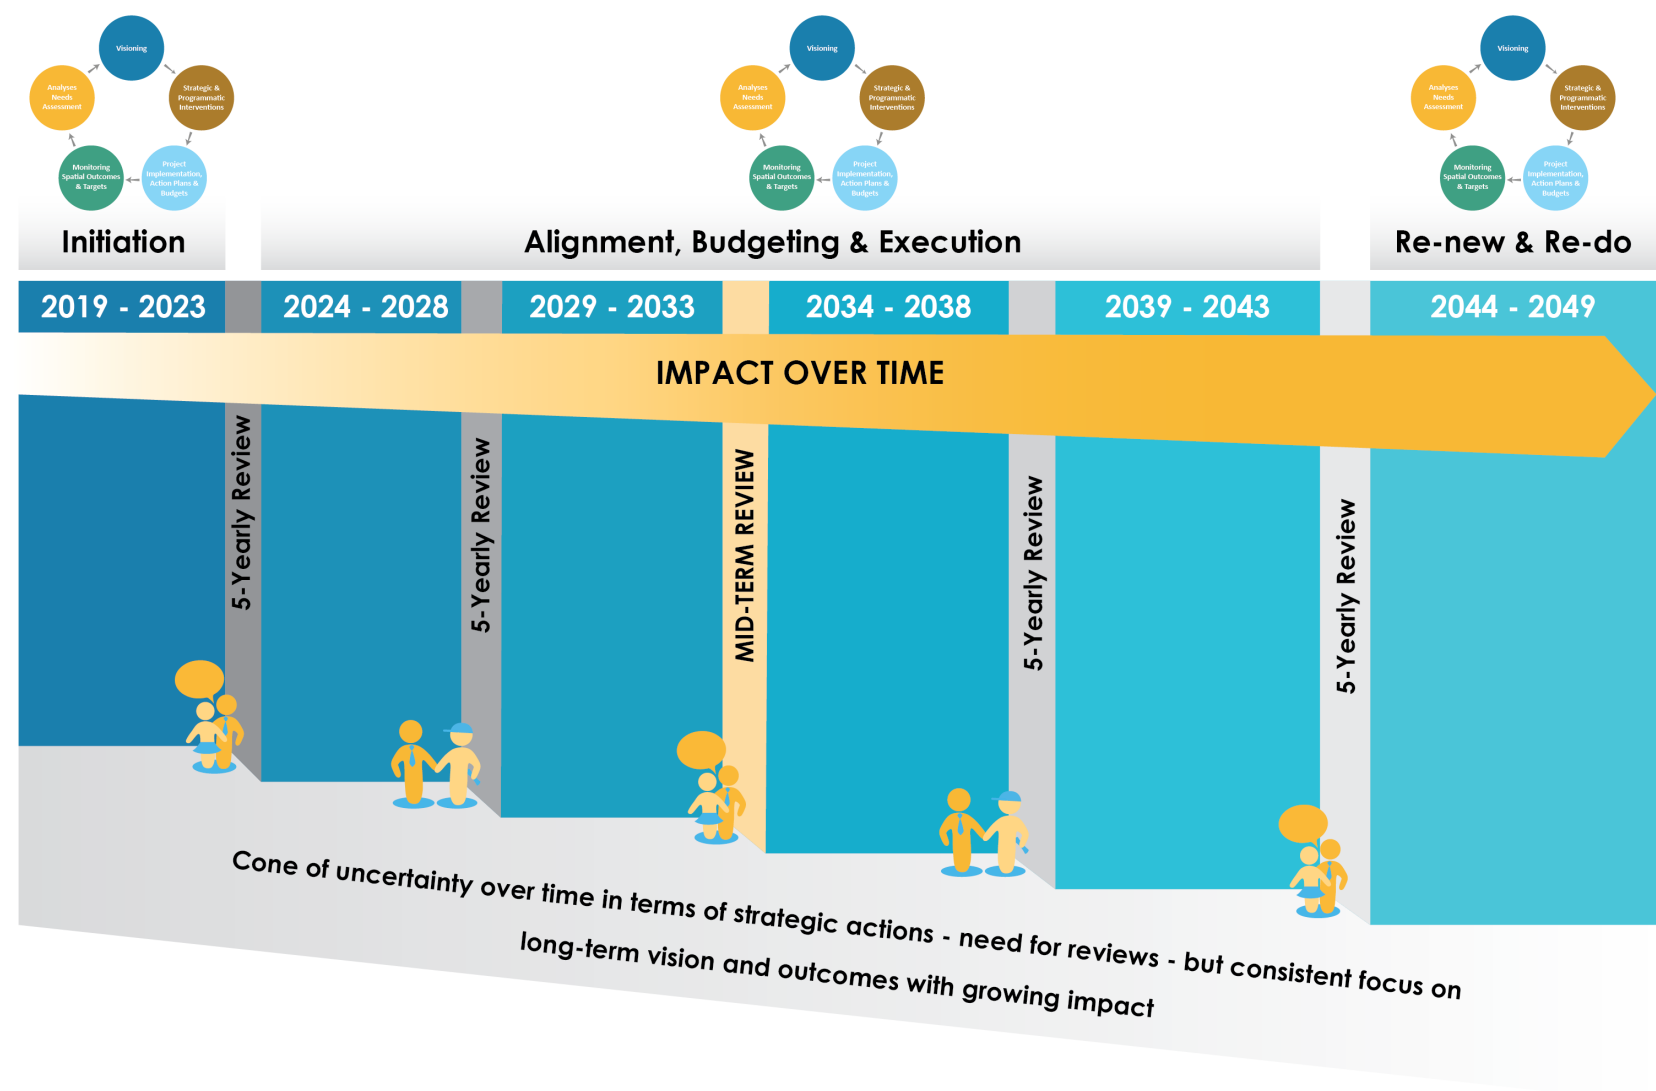 Visioning
Analyses
Needs
Assessment
Strategic &
Programmatic
Interventions
Monitoring
Spatial Outcomes
& Targets
Project
Implementation,
Action Plans &
Budgets
Visioning
Analyses
Needs
Assessment
Strategic &
Programmatic
Interventions
Monitoring
Spatial Outcomes
& Targets
Project
Implementation,
Action Plans &
Budgets
Visioning
Analyses
Needs
Assessment
Strategic &
Programmatic
Interventions
Monitoring
Spatial Outcomes
& Targets
Project
Implementation,
Action Plans &
Budgets
Initiation
Alignment, Budgeting & Execution
Re-new & Re-do
2019 - 2023
2024 - 2028
2029 - 2033
2034 - 2038
2039 - 2043
2044 - 2049
IMPACT OVER TIME
5-Yearly Review
5-Yearly Review
MID-TERM REVIEW
5-Yearly Review
5-Yearly Review
Cone of uncertainty over time in terms of strategic actions - need for reviews - but consistent focus on
long-term vision and outcomes with growing impact